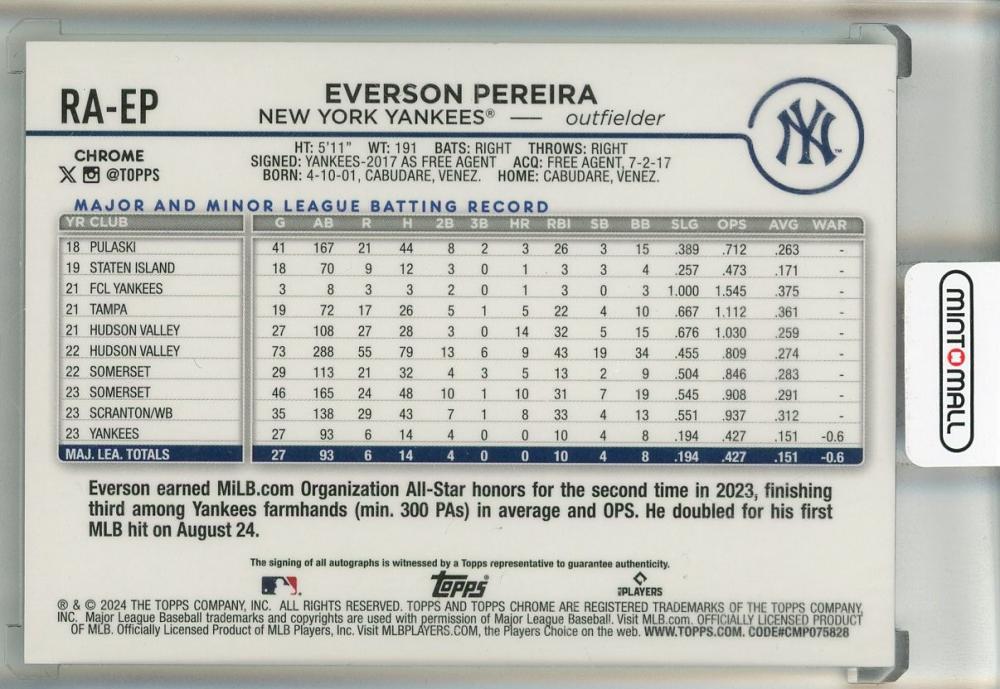 RA-EP
EVERSON PEREIRA
NEW YORK YANKEES® — outfielder
CHROME
@TOPPS
HT: 5'11" WT: 191 BATS: RIGHT THROWS: RIGHT
SIGNED: YANKEES-2017 AS FREE AGENT ACQ: FREE AGENT, 7-2-17
BORN: 4-10-01, CABUDARE, VENEZ. HOME: CABUDARE, VENEZ.
NY
MAJOR AND MINOR LEAGUE BATTING RECORD
YR CLUB G AB R H 2B 3B HR RBI SB BB SLG OPS AVG WAR
18 PULASKI 41 167 21 44 8 2 3 26 3 15 .389 .712 .263 -
19 STATEN ISLAND 18 70 9 12 3 0 1 3 3 4 .257 .473 .171 -
21 FCL YANKEES 3 8 3 3 2 0 1 3 0 3 1.000 1.545 .375 -
21 TAMPA 19 72 17 26 5 1 5 22 4 10 .667 1.112 .361 -
21 HUDSON VALLEY 27 108 27 28 3 0 14 32 5 15 .676 1.030 .259 -
22 HUDSON VALLEY 73 288 55 79 13 6 9 43 19 34 .455 .809 .274 -
22 SOMERSET 29 113 21 32 4 3 5 13 2 9 .504 .846 .283 -
23 SOMERSET 46 165 24 48 10 1 10 31 7 19 .545 .908 .291 -
23 SCRANTON/WB 35 138 29 43 7 1 8 33 4 13 .551 .937 .312 -
23 YANKEES 27 93 6 14 4 0 0 10 4 8 .194 .427 .151 -0.6
MAJ. LEA. TOTALS 27 93 6 14 4 0 0 10 4 8 .194 .427 .151 -0.6
Everson earned MiLB.com Organization All-Star honors for the second time in 2023, finishing
third among Yankees farmhands (min. 300 PAs) in average and OPS. He doubled for his first
MLB hit on August 24.
The signing of all autographs is witnessed by a Topps representative to guarantee authenticity.
topps
PLAYERS
® & © 2024 THE TOPPS COMPANY, INC. ALL RIGHTS RESERVED. TOPPS AND TOPPS CHROME ARE REGISTERED TRADEMARKS OF THE TOPPS COMPANY,
INC. Major League Baseball trademarks and copyrights are used with permission of Major League Baseball. Visit MLB.com. OFFICIALLY LICENSED PRODUCT
OF MLB. Officially Licensed Product of MLB Players, Inc. Visit MLBPLAYERS.COM, the Players Choice on the web. WWW.TOPPS.COM. CODE#CMP075828
MINTOMALL